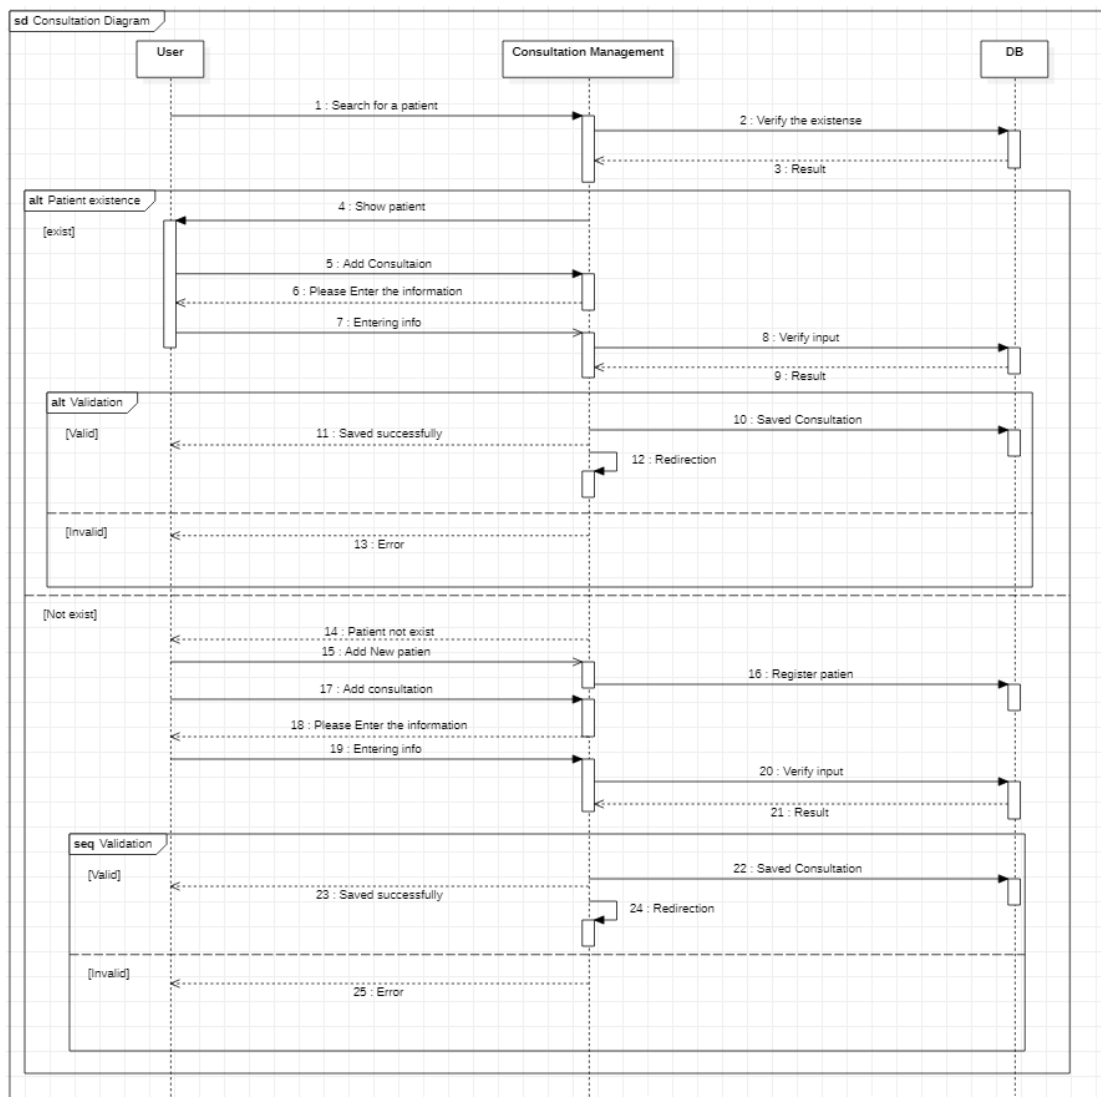 sd Consultation Diagram
User
Consultation Management
DB
1 : Search for a patient
2 : Verify the existense
3 : Result
alt Patient existence
4 : Show patient
[exist]
5 : Add Consultaion
6 : Please Enter the information
7 : Entering info
8 : Verify input
9 : Result
alt Validation
10 : Saved Consultation
[Valid]
11 : Saved successfully
12 : Redirection
[Invalid]
13 : Error
[Not exist]
14 : Patient not exist
15 : Add New patien
16 : Register patien
17 : Add consultation
18 : Please Enter the information
19 : Entering info
20 : Verify input
21 : Result
seq Validation
22 : Saved Consultation
[Valid]
23 : Saved successfully
24 : Redirection
[Invalid]
25 : Error